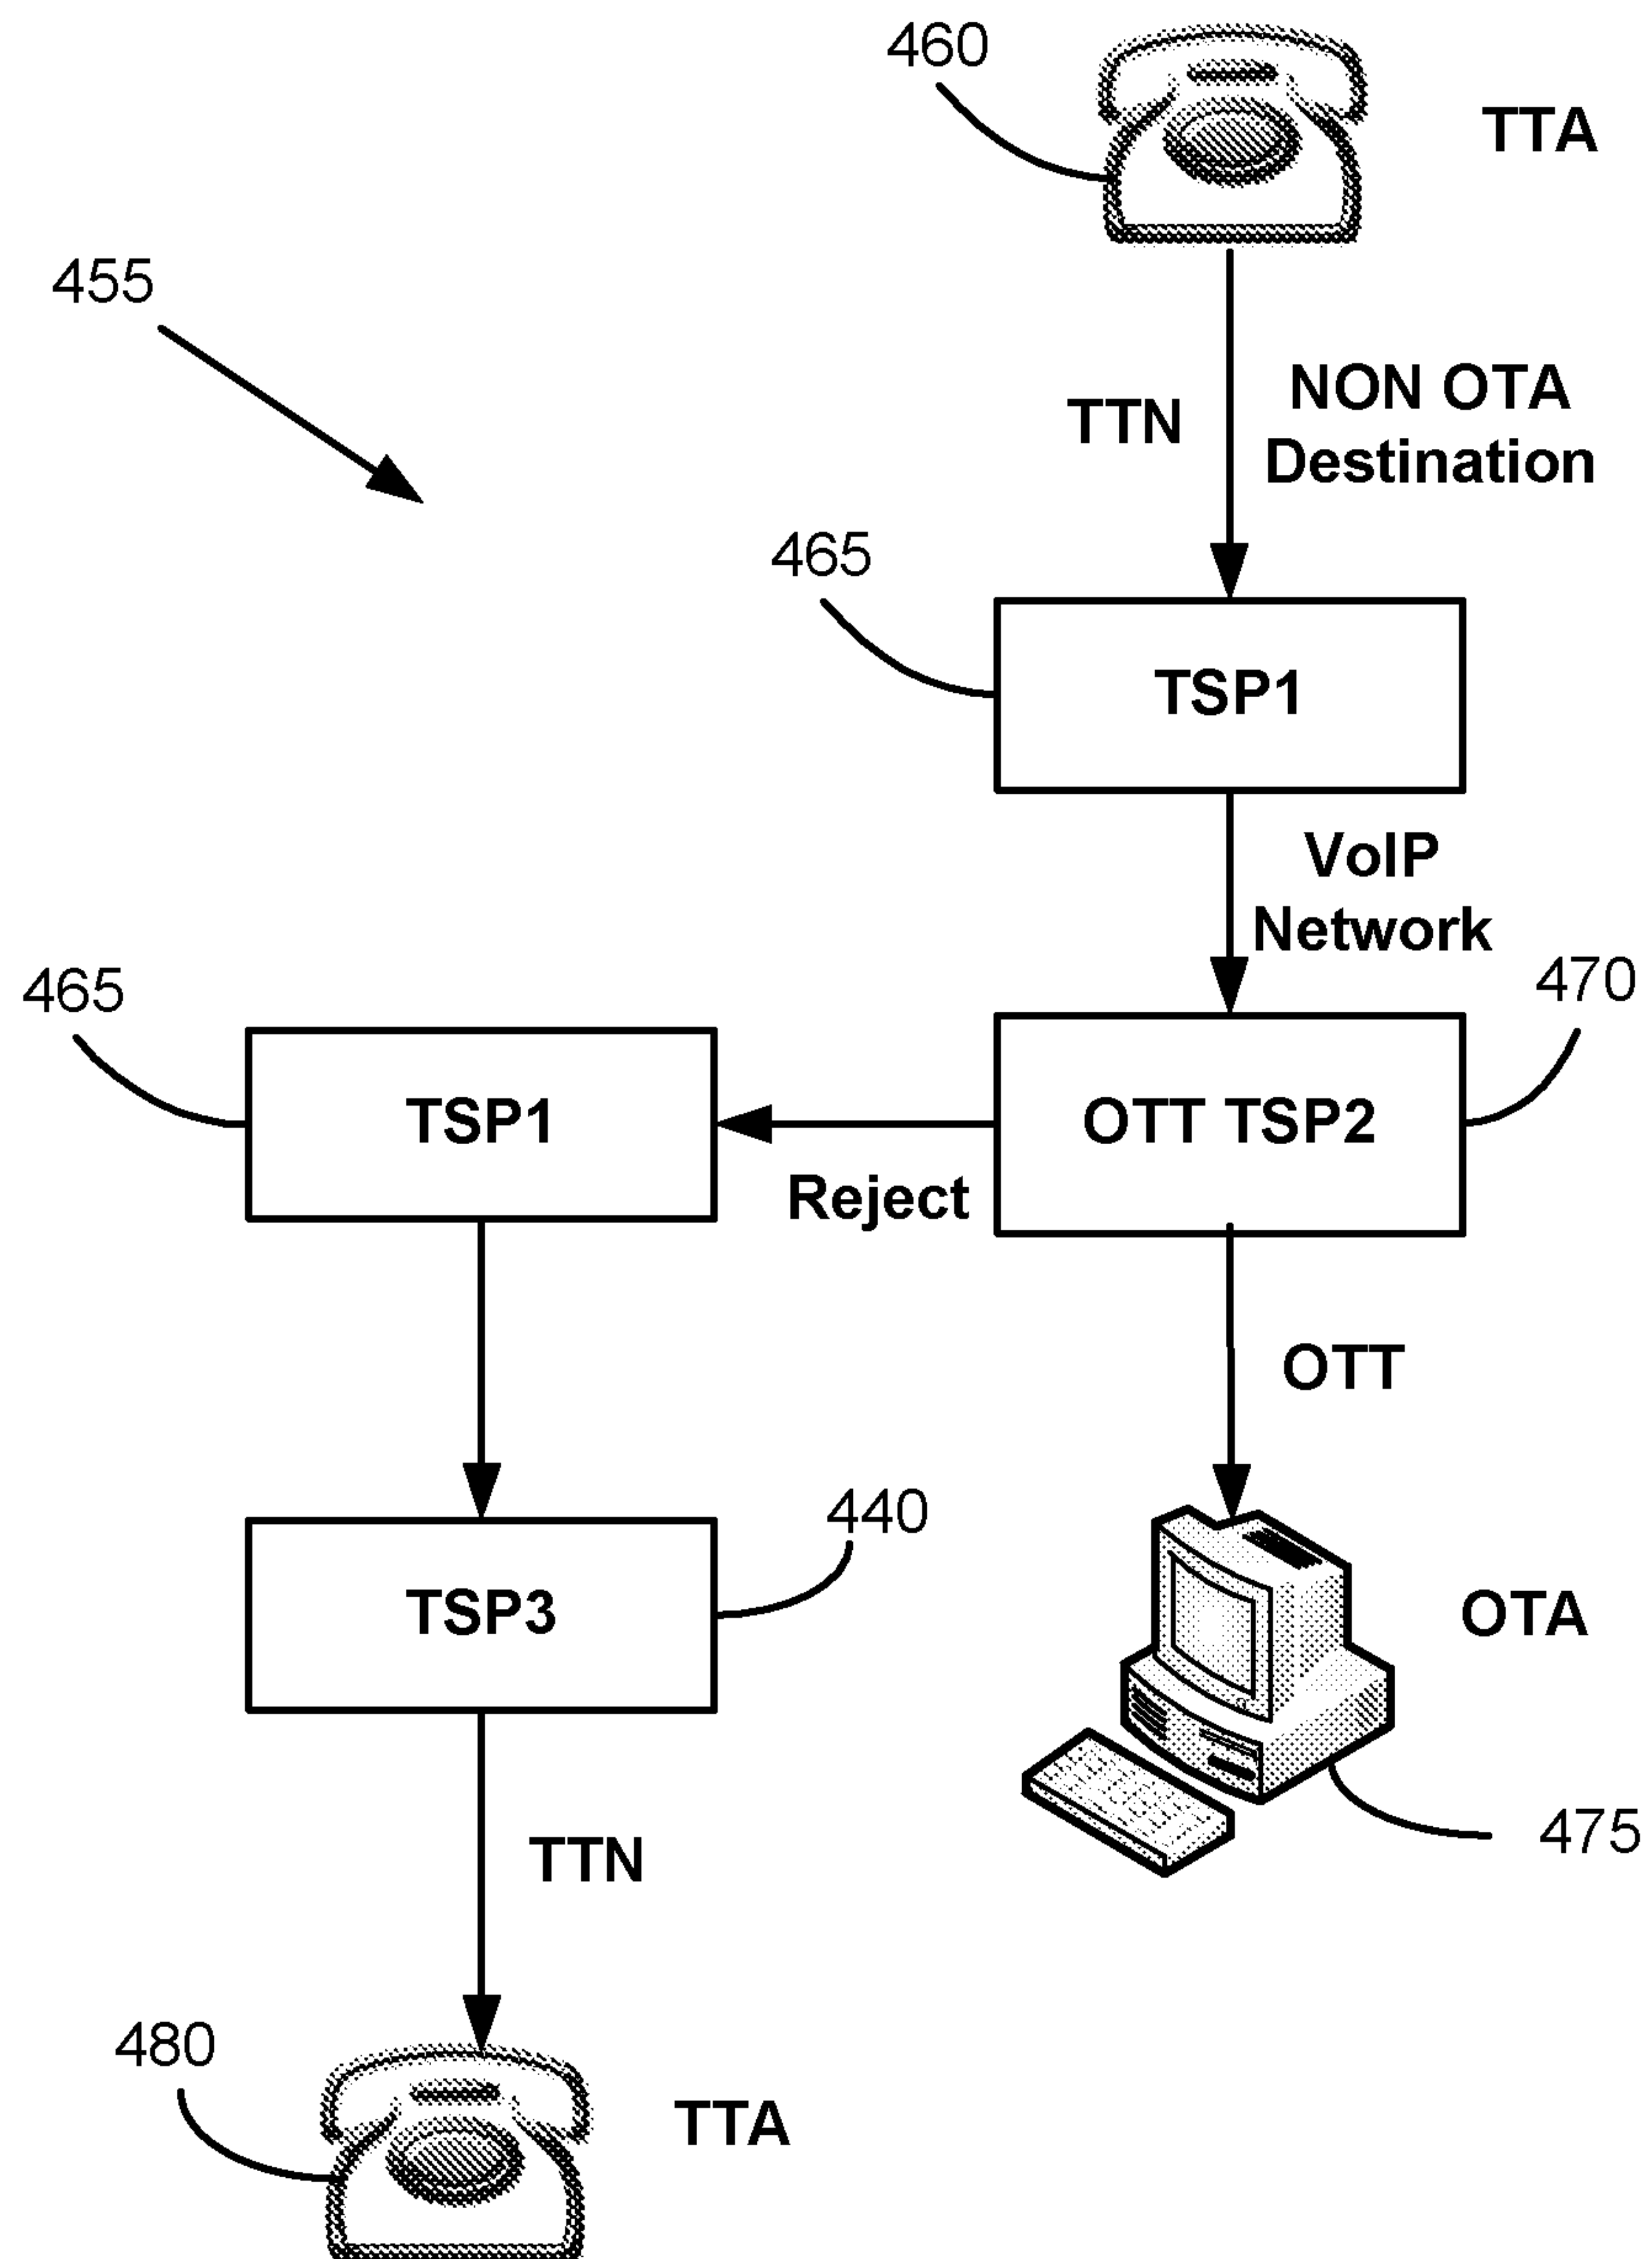 460
TTA
455
NON OTA
TTN
Destination
465
TSP1
VoIP
Network
465
470
TSP1
OTT TSP2
Reject
OTT
440
TSP3
OTA
475
TTN
480
TTA